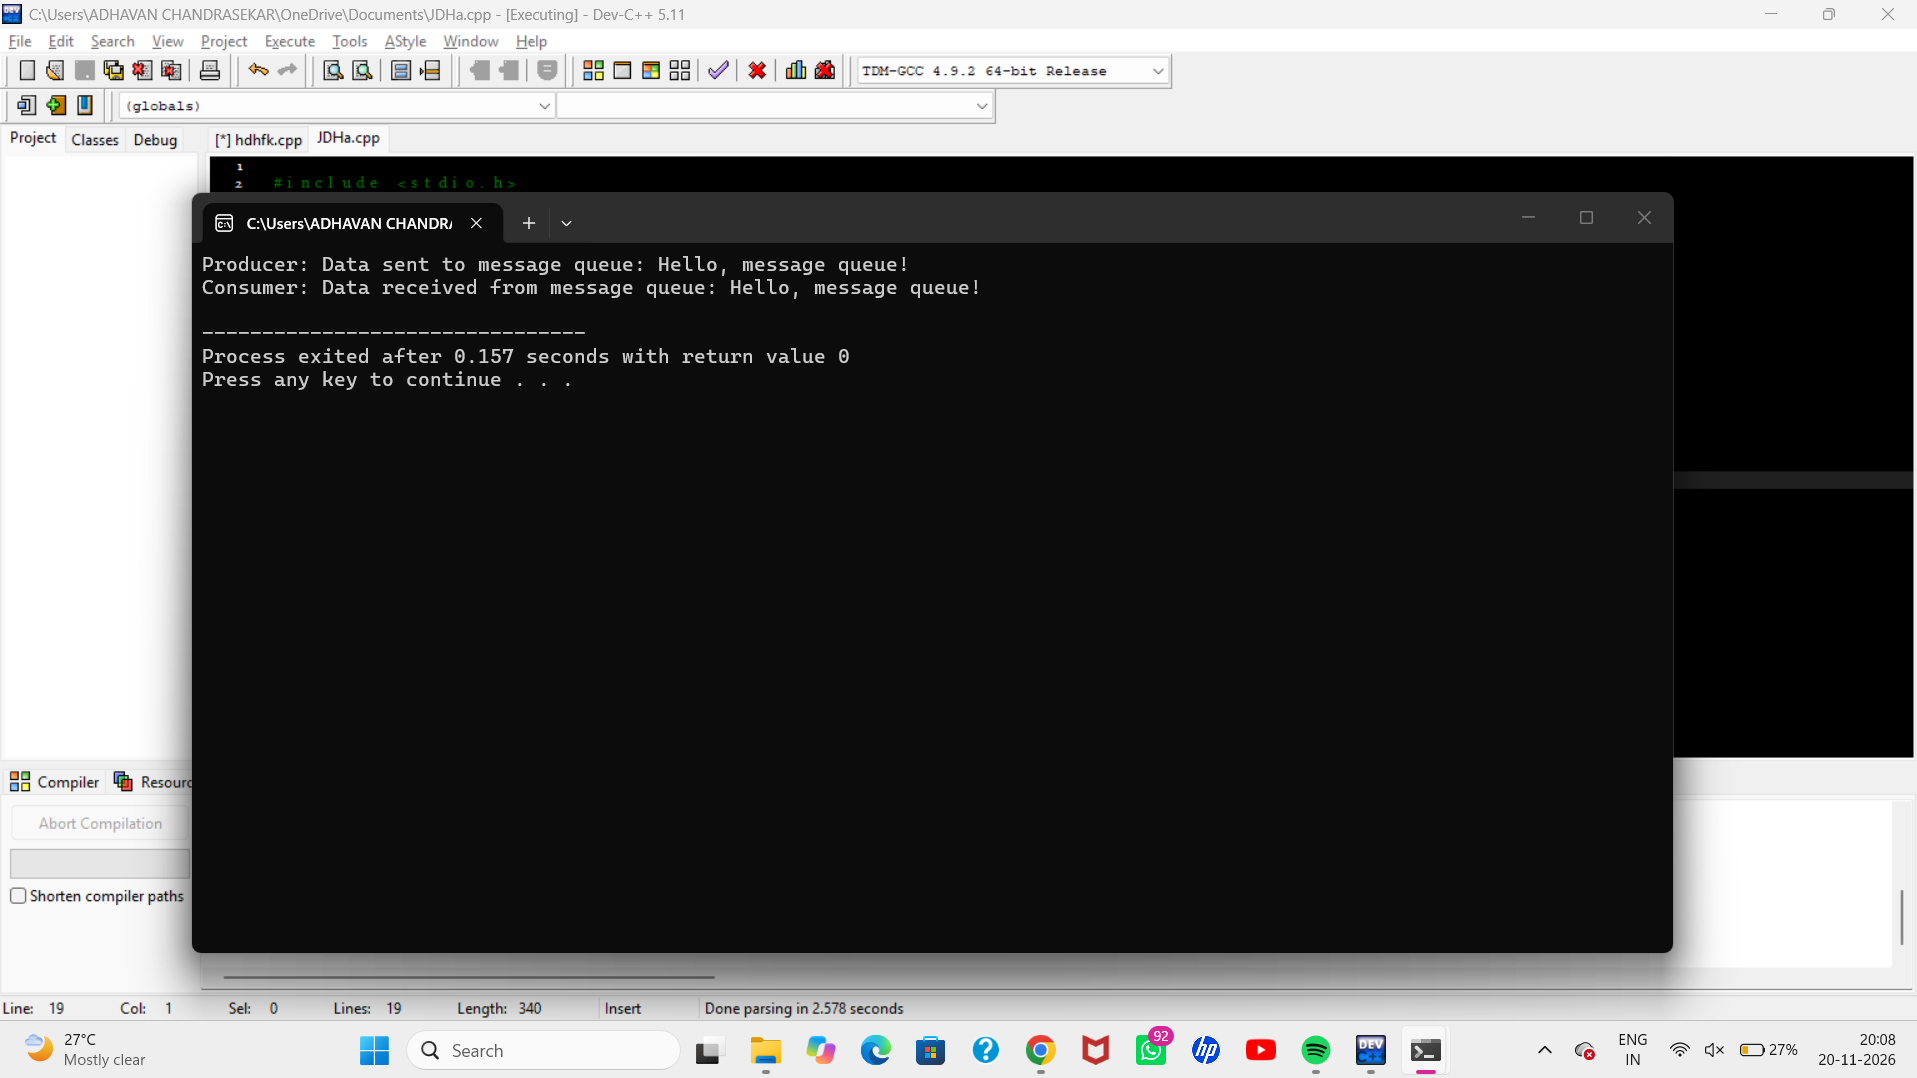 C:\Users\ADHAVAN CHANDRASEKAR\OneDrive\Documents\JDHa.cpp - [Executing] - Dev-C++ 5.11
File Edit Search View Project Execute Tools AStyle Window Help
TDM-GCC 4.9.2 64-bit Release
(globals)
Project Classes Debug [*] hdhfk.cpp JDHa.cpp
1
2 #include <stdio.h>
C:\Users\ADHAVAN CHANDR
Producer: Data sent to message queue: Hello, message queue!
Consumer: Data received from message queue: Hello, message queue!
--------------------------------
Process exited after 0.157 seconds with return value 0
Press any key to continue . . .
Compiler Resourc
Abort Compilation
Shorten compiler paths
Line: 19 Col: 1 Sel: 0 Lines: 19 Length: 340 Insert Done parsing in 2.578 seconds
27°C
Mostly clear
Search
92
hp
DEV
C++
ENG
IN
27%
20:08
20-11-2026